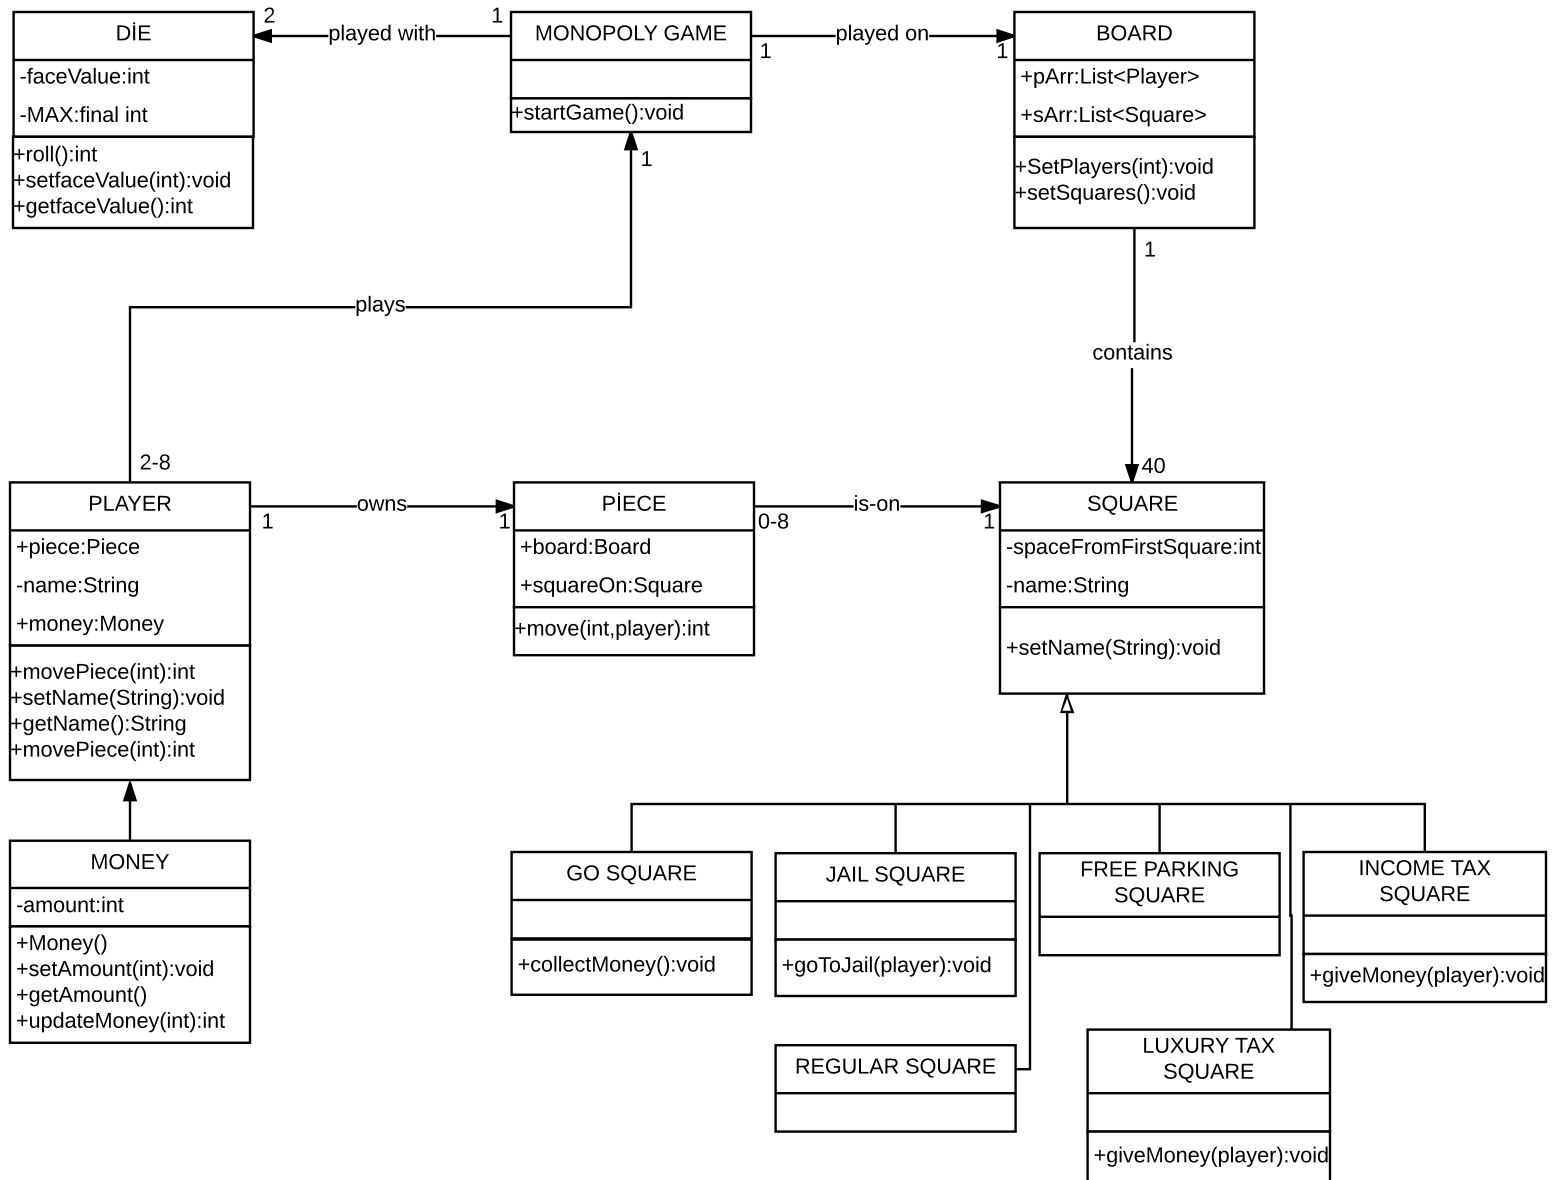 DİE
-faceValue:int
-MAX:final int
+roll():int
+setfaceValue(int):void
+getfaceValue():int
2
played with
1
MONOPOLY GAME
+startGame():void
1
played on
1
BOARD
+pArr:List<Player>
+sArr:List<Square>
+SetPlayers(int):void
+setSquares():void
1
plays
2-8
1
contains
40
PLAYER
+piece:Piece
-name:String
+money:Money
+movePiece(int):int
+setName(String):void
+getName():String
+movePiece(int):int
1
owns
1
PİECE
+board:Board
+squareOn:Square
+move(int,player):int
0-8
is-on
1
SQUARE
-spaceFromFirstSquare:int
-name:String
+setName(String):void
MONEY
-amount:int
+Money()
+setAmount(int):void
+getAmount()
+updateMoney(int):int
GO SQUARE
+collectMoney():void
JAIL SQUARE
+goToJail(player):void
FREE PARKING
SQUARE
INCOME TAX
SQUARE
+giveMoney(player):void
REGULAR SQUARE
LUXURY TAX
SQUARE
+giveMoney(player):void